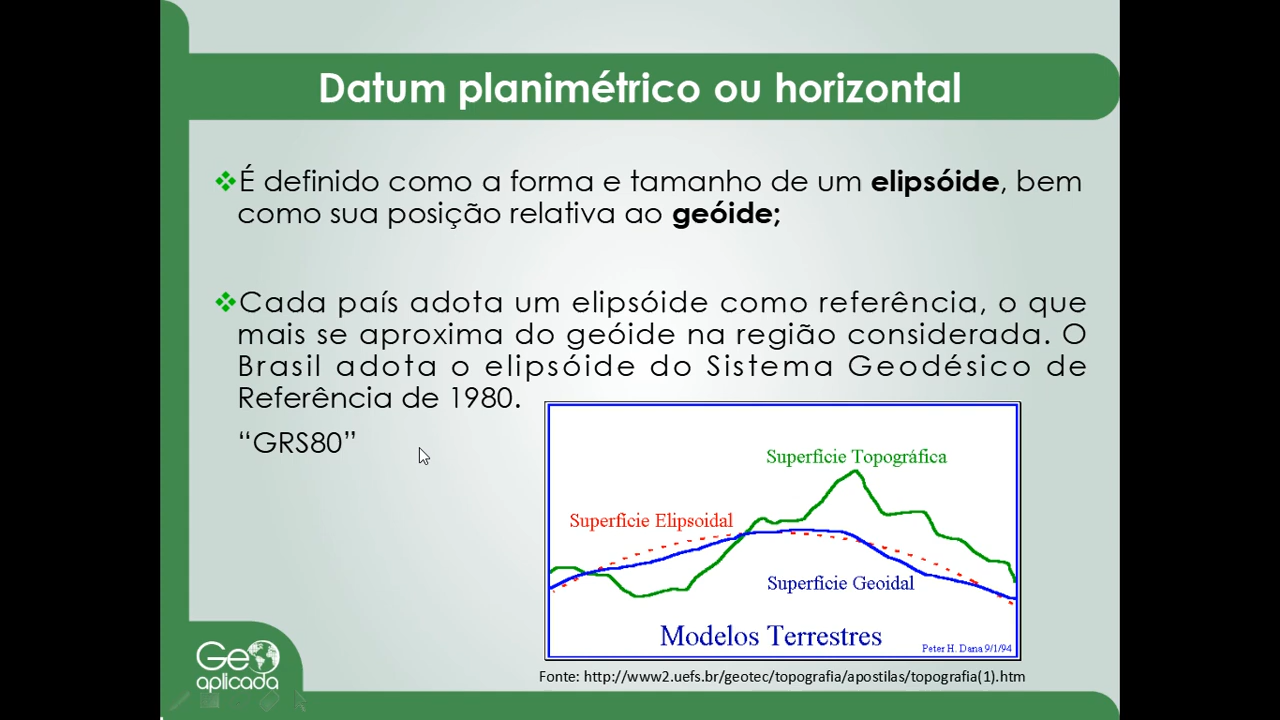 Datum planimétrico ou horizontal
É definido como a forma e tamanho de um elipsóide, bem
como sua posição relativa ao geóide;
Cada país adota um elipsóide como referência, o que
mais se aproxima do geóide na região considerada. O
Brasil adota o elipsóide do Sistema Geodésico de
Referência de 1980.
“GRS80”
Superfície Topográfica
Superfície Elipsoidal
Superfície Geoidal
Modelos Terrestres
Peter H. Dana 9/1/94
Fonte: http://www2.uefs.br/geotec/topografia/apostilas/topografia(1).htm
Geo
aplicada